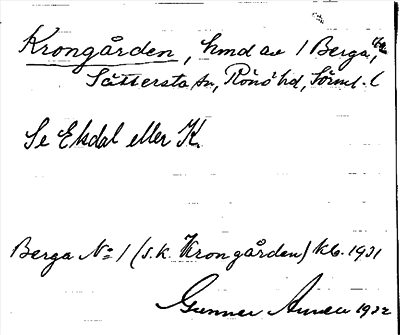 Krongården, hmd av 1 Berga,
Sättersta sn, Rönö hd, Sörml. l
Se Ekdal eller K.
Berga No 1 (s.k. Krongården) kb. 1931
Gunnar 1932